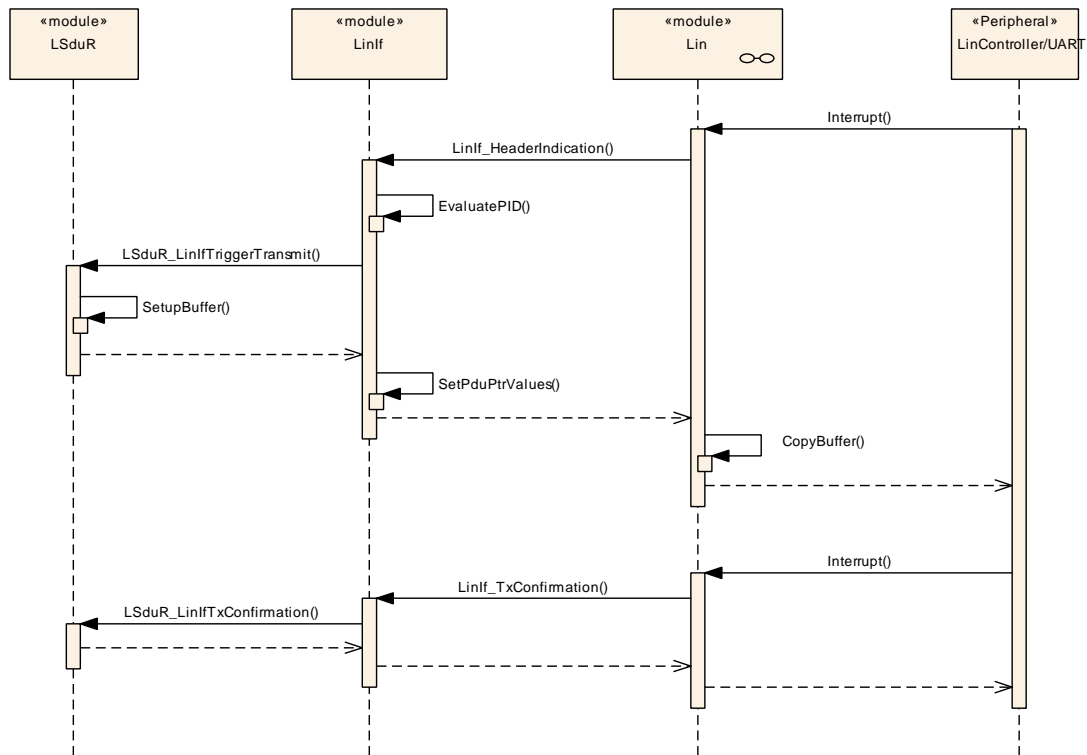 «module»
LSduR
«module»
LinIf
«module»
Lin
«Peripheral»
LinController/UART
Interrupt()
LinIf_HeaderIndication()
EvaluatePID()
LSduR_LinIfTriggerTransmit()
SetupBuffer()
SetPduPtrValues()
CopyBuffer()
Interrupt()
LinIf_TxConfirmation()
LSduR_LinIfTxConfirmation()